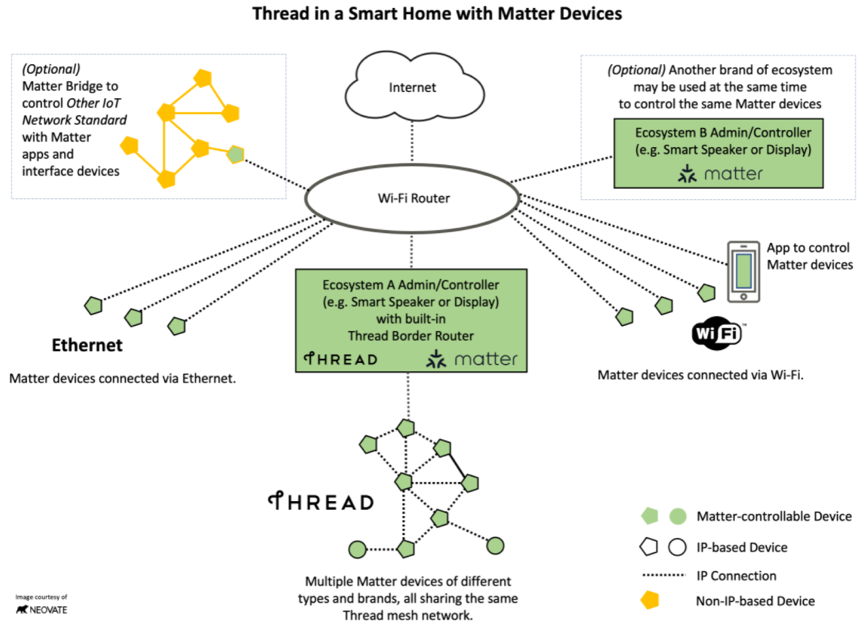 Thread in a Smart Home with Matter Devices
(Optional)
Matter Bridge to
control Other IoT
Network Standard
with Matter
apps and
interface devices
Internet
(Optional) Another brand of ecosystem
may be used at the same time
to control the same Matter devices
Ecosystem B Admin/Controller
(e.g. Smart Speaker or Display)
matter
Wi-Fi Router
App to control
Matter devices
Ecosystem A Admin/Controller
(e.g. Smart Speaker or Display)
with built-in
Thread Border Router
THREAD
matter
Ethernet
Matter devices connected via Ethernet.
WiFi™
Matter devices connected via Wi-Fi.
THREAD
Multiple Matter devices of different
types and brands, all sharing the same
Thread mesh network.
Matter-controllable Device
IP-based Device
IP Connection
Non-IP-based Device
Image courtesy of
NEOVATE